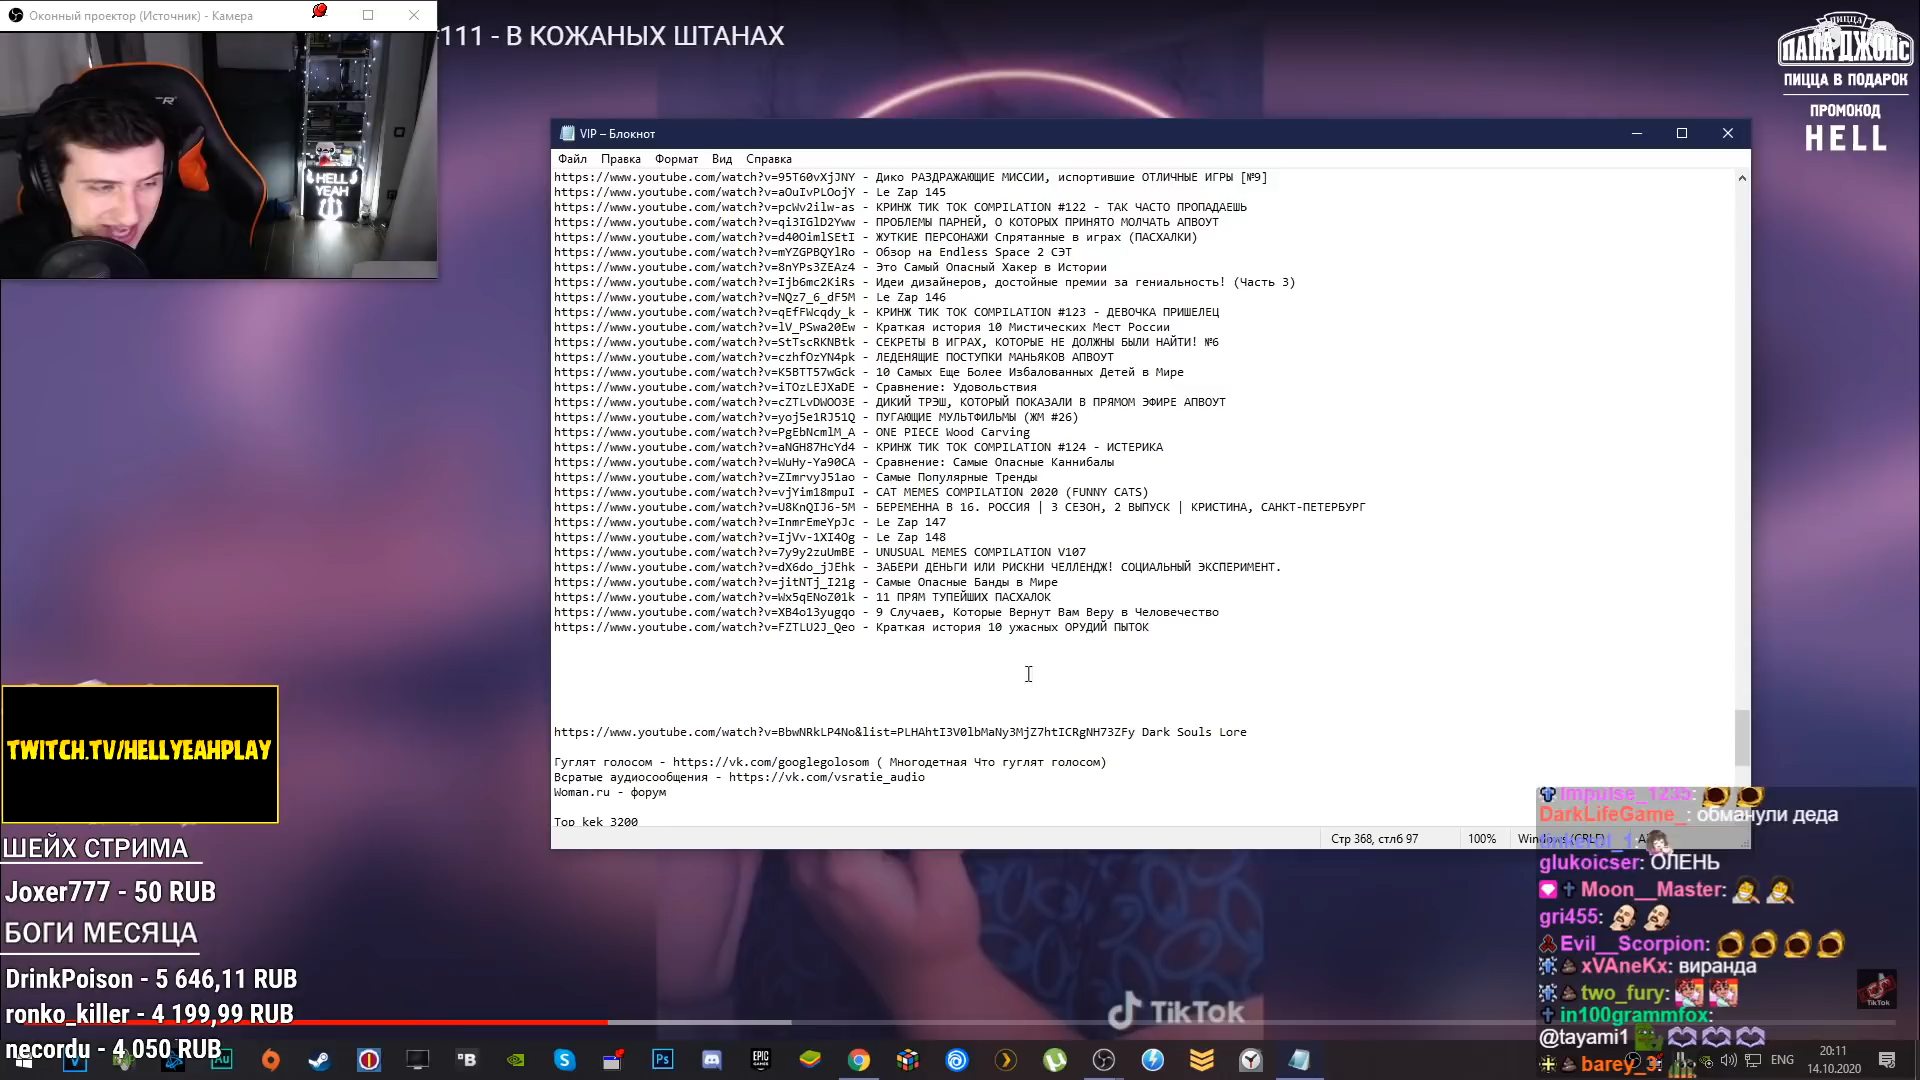 Оконный проектор (Источник) - Камера
111 - В КОЖАНЫХ ШТАНАХ
ПИЦЦА
ПАПА ДЖОНС
ПИЦЦА В ПОДАРОК
ПРОМОКОД
HELL
HELL
YEAH
VIP – Блокнот
Файл Правка Формат Вид Справка
https://www.youtube.com/watch?v=95T60vXjJNY - Дико РАЗДРАЖАЮЩИЕ МИССИИ, испортившие ОТЛИЧНЫЕ ИГРЫ [№9]
https://www.youtube.com/watch?v=aOuIvPLOojY - Le Zap 145
https://www.youtube.com/watch?v=pcWv2ilw-as - КРИНЖ ТИК ТОК COMPILATION #122 - ТАК ЧАСТО ПРОПАДАЕШЬ
https://www.youtube.com/watch?v=qi3IGlD2Yww - ПРОБЛЕМЫ ПАРНЕЙ, О КОТОРЫХ ПРИНЯТО МОЛЧАТЬ АПВОУТ
https://www.youtube.com/watch?v=d40OimlSEtI - ЖУТКИЕ ПЕРСОНАЖИ Спрятанные в играх (ПАСХАЛКИ)
https://www.youtube.com/watch?v=mYZGPBQYlRo - Обзор на Endless Space 2 СЭТ
https://www.youtube.com/watch?v=8nYPs3ZEAz4 - Это Самый Опасный Хакер в Истории
https://www.youtube.com/watch?v=Ijb6mc2KiRs - Идеи дизайнеров, достойные премии за гениальность! (Часть 3)
https://www.youtube.com/watch?v=NQz7_6_dF5M - Le Zap 146
https://www.youtube.com/watch?v=qEfFWcqdy_k - КРИНЖ ТИК ТОК COMPILATION #123 - ДЕВОЧКА ПРИШЕЛЕЦ
https://www.youtube.com/watch?v=lV_PSwa20Ew - Краткая история 10 Мистических Мест России
https://www.youtube.com/watch?v=StTscRKNBtk - СЕКРЕТЫ В ИГРАХ, КОТОРЫЕ НЕ ДОЛЖНЫ БЫЛИ НАЙТИ! №6
https://www.youtube.com/watch?v=czhfOzYN4pk - ЛЕДЕНЯЩИЕ ПОСТУПКИ МАНЬЯКОВ АПВОУТ
https://www.youtube.com/watch?v=K5BTT57wGck - 10 Самых Еще Более Избалованных Детей в Мире
https://www.youtube.com/watch?v=iTOzLEJXaDE - Сравнение: Удовольствия
https://www.youtube.com/watch?v=cZTLvDWOO3E - ДИКИЙ ТРЭШ, КОТОРЫЙ ПОКАЗАЛИ В ПРЯМОМ ЭФИРЕ АПВОУТ
https://www.youtube.com/watch?v=yoj5e1RJ51Q - ПУГАЮЩИЕ МУЛЬТФИЛЬМЫ (ЖМ #26)
https://www.youtube.com/watch?v=PgEbNcmlM_A - ONE PIECE Wood Carving
https://www.youtube.com/watch?v=aNGH87HcYd4 - КРИНЖ ТИК ТОК COMPILATION #124 - ИСТЕРИКА
https://www.youtube.com/watch?v=WuHy-Ya90CA - Сравнение: Самые Опасные Каннибалы
https://www.youtube.com/watch?v=ZImrvyJ51ao - Самые Популярные Тренды
https://www.youtube.com/watch?v=vjYim18mpuI - CAT MEMES COMPILATION 2020 (FUNNY CATS)
https://www.youtube.com/watch?v=U8KnQIJ6-5M - БЕРЕМЕННА В 16. РОССИЯ | 3 СЕЗОН, 2 ВЫПУСК | КРИСТИНА, САНКТ-ПЕТЕРБУРГ
https://www.youtube.com/watch?v=InmrEmeYpJc - Le Zap 147
https://www.youtube.com/watch?v=IjVv-1XI4Og - Le Zap 148
https://www.youtube.com/watch?v=7y9y2zuUmBE - UNUSUAL MEMES COMPILATION V107
https://www.youtube.com/watch?v=dX6do_jJEhk - ЗАБЕРИ ДЕНЬГИ ИЛИ РИСКНИ ЧЕЛЛЕНДЖ! СОЦИАЛЬНЫЙ ЭКСПЕРИМЕНТ.
https://www.youtube.com/watch?v=jitNTj_I21g - Самые Опасные Банды в Мире
https://www.youtube.com/watch?v=Wx5qENoZ01k - 11 ПРЯМ ТУПЕЙШИХ ПАСХАЛОК
https://www.youtube.com/watch?v=XB4o13yugqo - 9 Случаев, Которые Вернут Вам Веру в Человечество
https://www.youtube.com/watch?v=FZTLU2J_Qeo - Краткая история 10 ужасных ОРУДИЙ ПЫТОК
https://www.youtube.com/watch?v=BbwNRkLP4No&list=PLHAhtI3V0lbMaNy3MjZ7htICRgNH73ZFy Dark Souls Lore
Гуглят голосом - https://vk.com/googlegolosom ( Многодетная Что гуглят голосом)
Всратые аудиосообщения - https://vk.com/vsratie_audio
Woman.ru - форум
Top kek 3200
Стр 368, стлб 97 100% Windows (CRLF)
TWITCH.TV/HELLYEAHPLAY
ШЕЙХ СТРИМА
Joxer777 - 50 RUB
БОГИ МЕСЯЦА
DrinkPoison - 5 646,11 RUB
ronko_killer - 4 199,99 RUB
necordu - 4 050 RUB
Impulse_1235:
DarkLifeGame_: обманули деда
glukoicser: ОЛЕНЬ
Moon__Master:
gri455:
Evil__Scorpion:
xVAneKx: виранда
two_fury:
in100grammfox:
@tayami1
barey_3:
TikTok
TikTok
ENG
20:11
14.10.2020